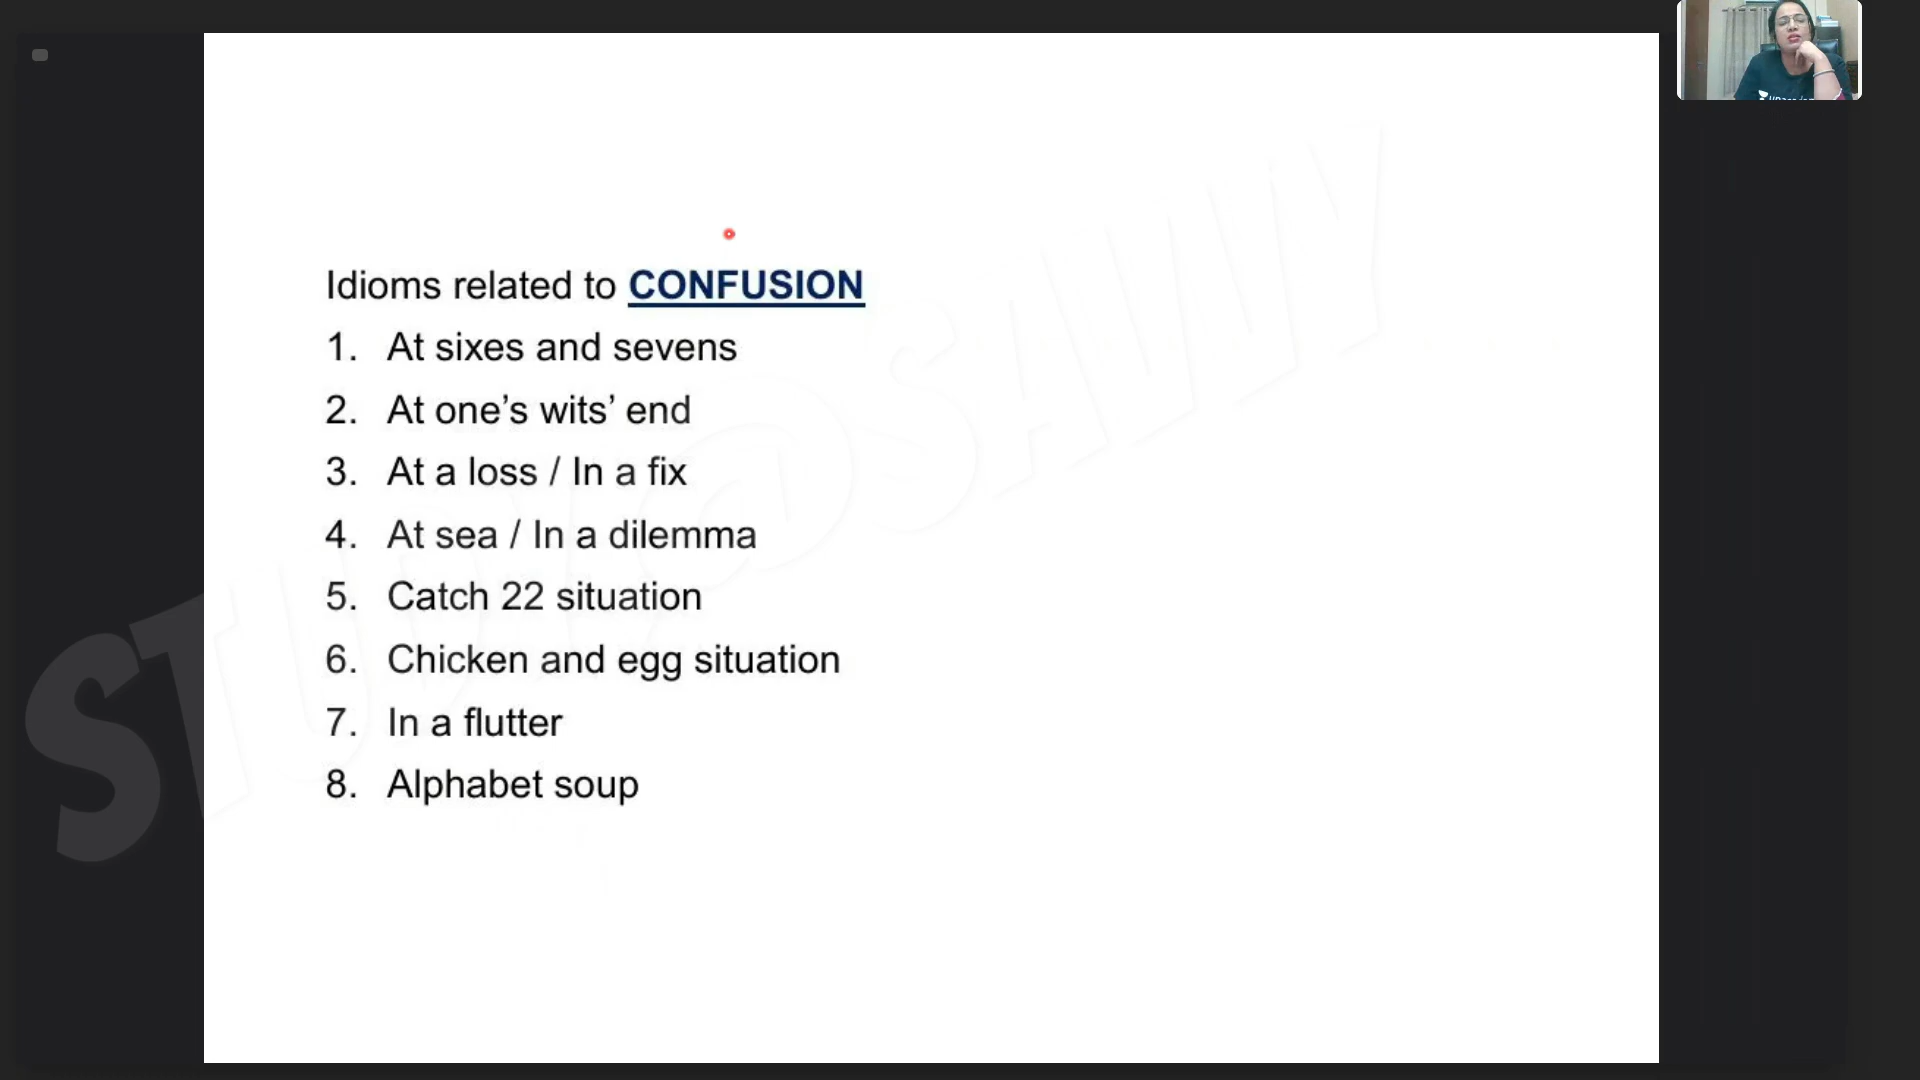 Idioms related to CONFUSION
1. At sixes and sevens
2. At one’s wits’ end
3. At a loss / In a fix
4. At sea / In a dilemma
5. Catch 22 situation
6. Chicken and egg situation
7. In a flutter
8. Alphabet soup
STUDY@SAVVY